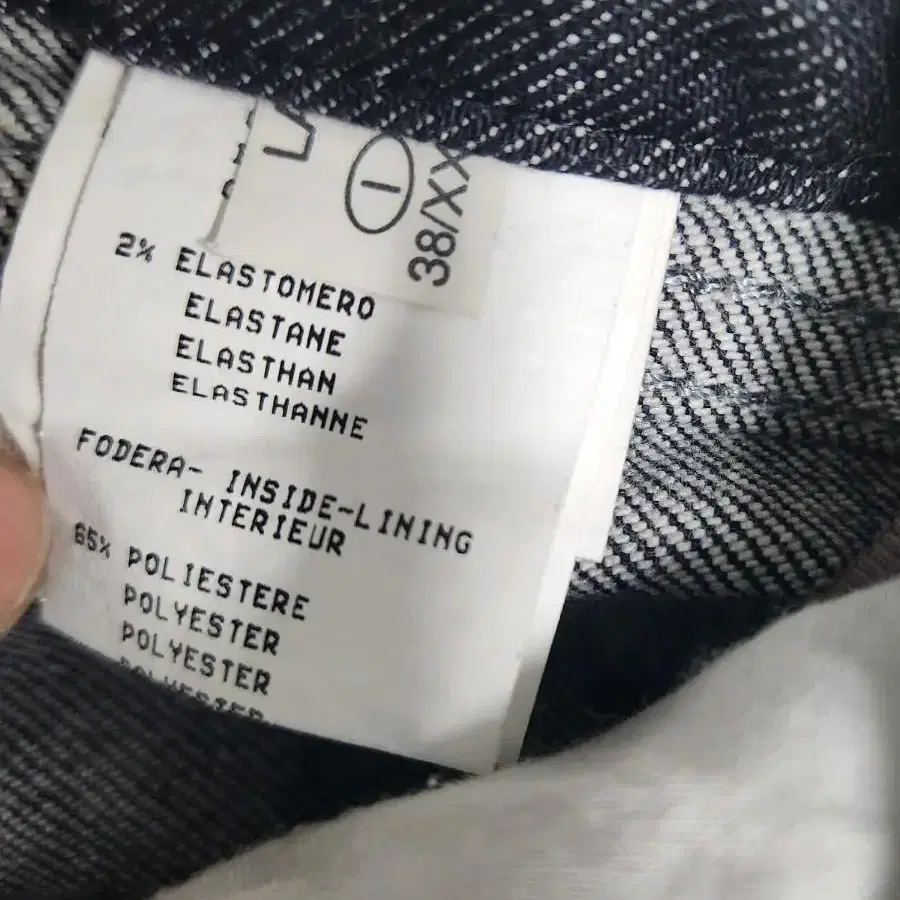 38/XX
2% ELASTOMERO
ELASTANE
ELASTHAN
ELASTHANNE
FODERA- INSIDE-LINING
INTERIEUR
65% POLIESTERE
POLYESTER
POLYESTER
POLYESTER